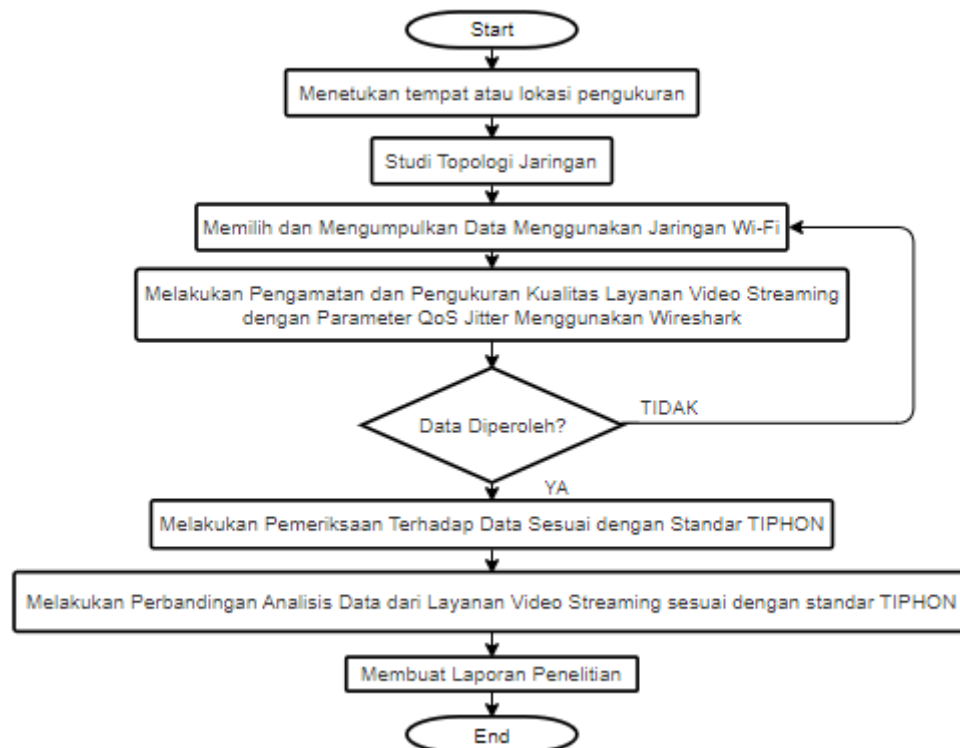 Start
Menetukan tempat atau lokasi pengukuran
Studi Topologi Jaringan
Memilih dan Mengumpulkan Data Menggunakan Jaringan Wi-Fi
Melakukan Pengamatan dan Pengukuran Kualitas Layanan Video Streaming
dengan Parameter QoS Jitter Menggunakan Wireshark
Data Diperoleh?
TIDAK
YA
Melakukan Pemeriksaan Terhadap Data Sesuai dengan Standar TIPHON
Melakukan Perbandingan Analisis Data dari Layanan Video Streaming sesuai dengan standar TIPHON
Membuat Laporan Penelitian
End